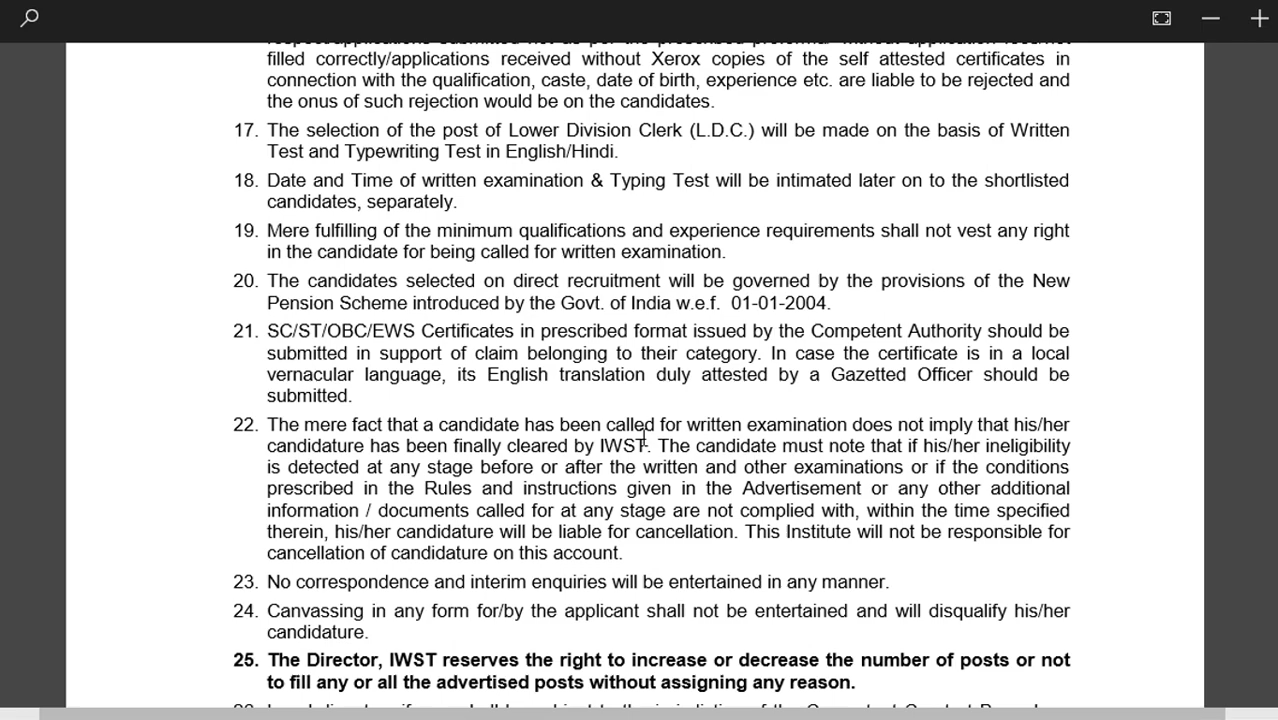 filled correctly/applications received without Xerox copies of the self attested certificates in
connection with the qualification, caste, date of birth, experience etc. are liable to be rejected and
the onus of such rejection would be on the candidates.
17. The selection of the post of Lower Division Clerk (L.D.C.) will be made on the basis of Written
Test and Typewriting Test in English/Hindi.
18. Date and Time of written examination & Typing Test will be intimated later on to the shortlisted
candidates, separately.
19. Mere fulfilling of the minimum qualifications and experience requirements shall not vest any right
in the candidate for being called for written examination.
20. The candidates selected on direct recruitment will be governed by the provisions of the New
Pension Scheme introduced by the Govt. of India w.e.f. 01-01-2004.
21. SC/ST/OBC/EWS Certificates in prescribed format issued by the Competent Authority should be
submitted in support of claim belonging to their category. In case the certificate is in a local
vernacular language, its English translation duly attested by a Gazetted Officer should be
submitted.
22. The mere fact that a candidate has been called for written examination does not imply that his/her
candidature has been finally cleared by IWST. The candidate must note that if his/her ineligibility
is detected at any stage before or after the written and other examinations or if the conditions
prescribed in the Rules and instructions given in the Advertisement or any other additional
information / documents called for at any stage are not complied with, within the time specified
therein, his/her candidature will be liable for cancellation. This Institute will not be responsible for
cancellation of candidature on this account.
23. No correspondence and interim enquiries will be entertained in any manner.
24. Canvassing in any form for/by the applicant shall not be entertained and will disqualify his/her
candidature.
25. The Director, IWST reserves the right to increase or decrease the number of posts or not
to fill any or all the advertised posts without assigning any reason.